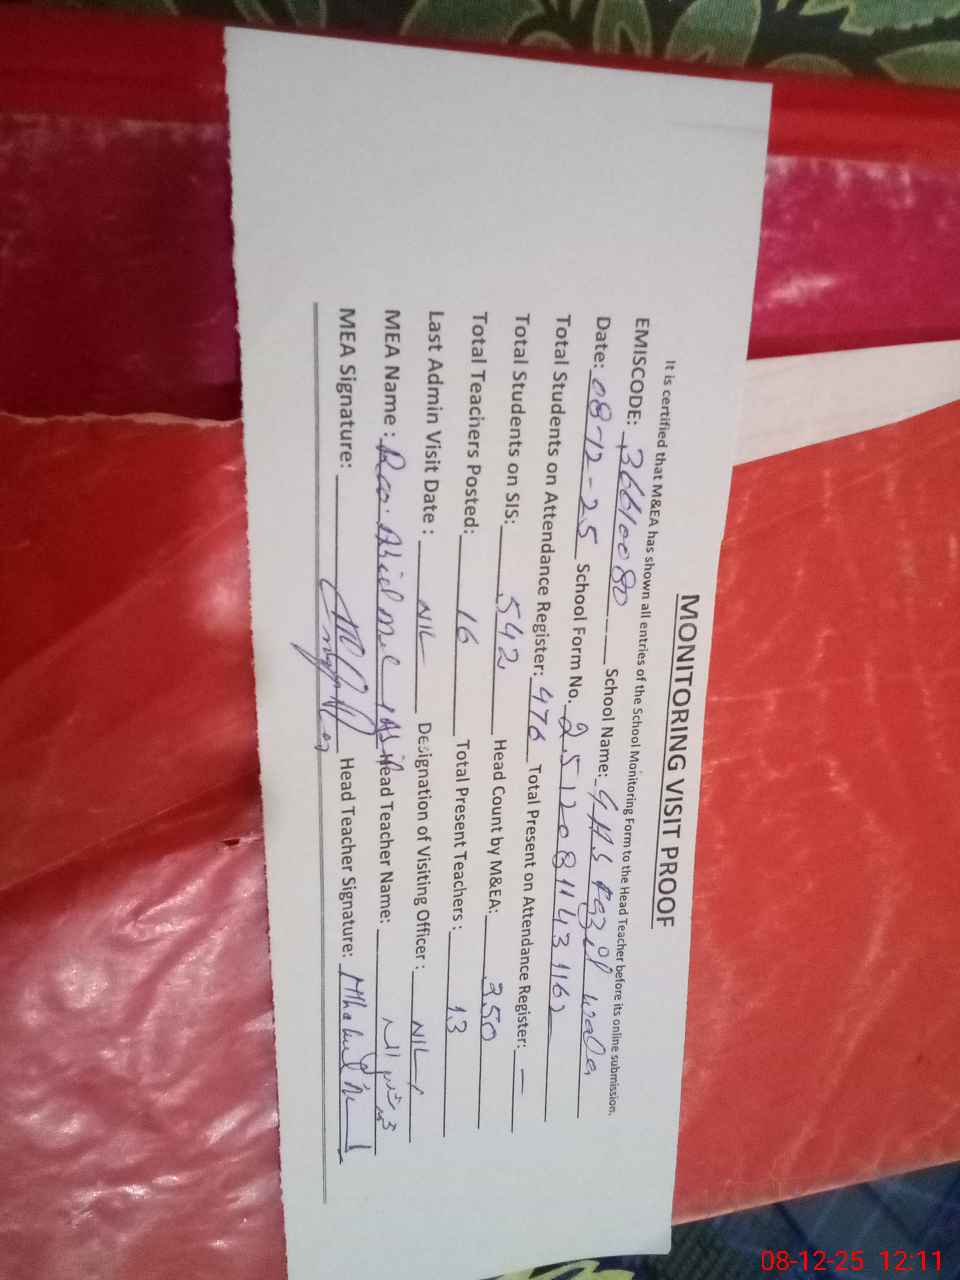 MONITORING VISIT PROOF
It is certified that M&EA has shown all entries of the School Monitoring Form to the Head Teacher before its online submission.
EMISCODE: 36610080 School Name: GHS wala
Date: 08-12-25 School Form No. 2512081143162
Total Students on Attendance Register: 476 Total Present on Attendance Register: —
Total Students on SIS: 542 Head Count by M&EA: 350
Total Teachers Posted: 16 Total Present Teachers: 13
Last Admin Visit Date: NIL Designation of Visiting Officer: NIL
MEA Name: Rao Head Teacher Name:
MEA Signature: Head Teacher Signature:
08-12-25 12:11